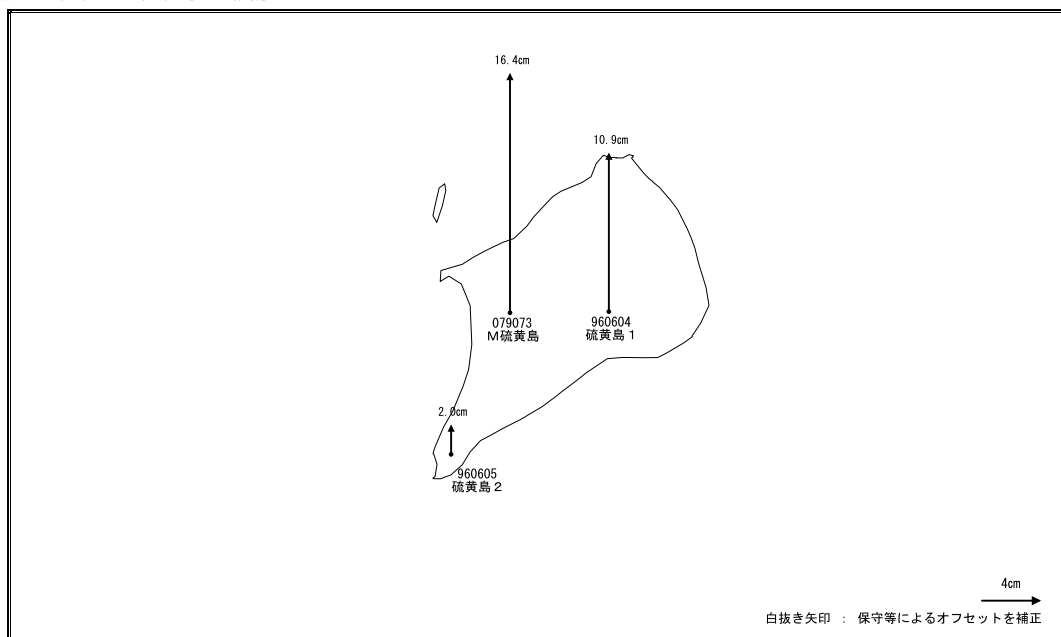 16.4cm
10.9cm
079073
M硫黄島
960604
硫黄島1
2.0cm
960605
硫黄島2
4cm
白抜き矢印 : 保守等によるオフセットを補正